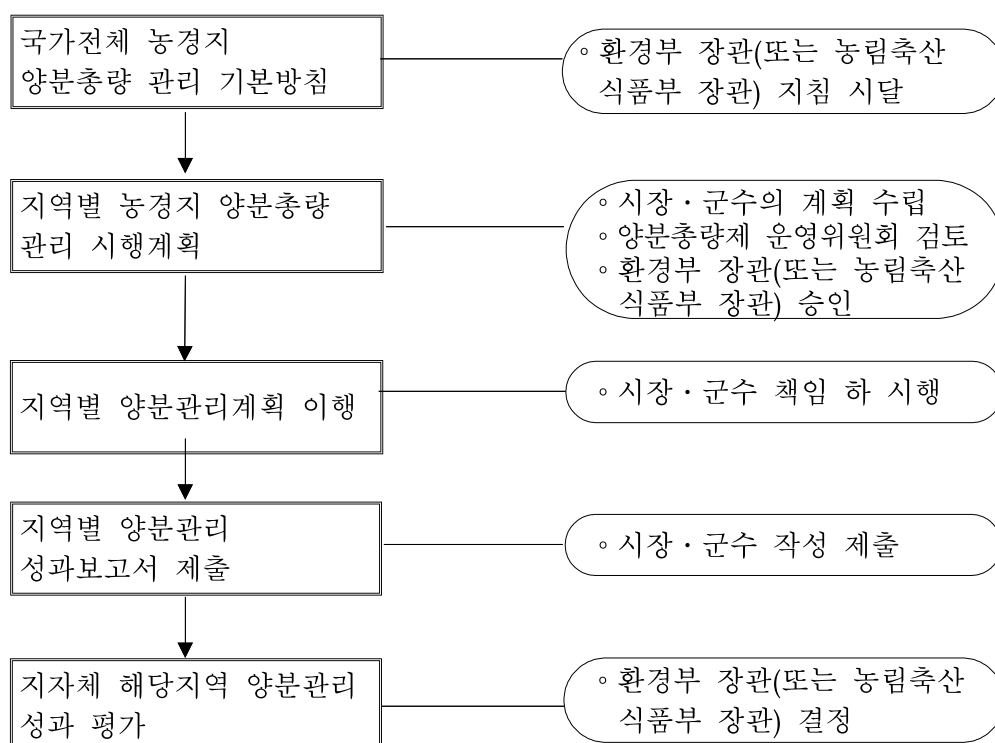 국가전체 농경지
양분총량 관리 기본방침
◦환경부 장관(또는 농림축산
식품부 장관) 지침 시달
지역별 농경지 양분총량
관리 시행계획
◦시장·군수의 계획 수립
◦양분총량제 운영위원회 검토
◦환경부 장관(또는 농림축산
식품부 장관) 승인
지역별 양분관리계획 이행
◦시장·군수 책임 하 시행
지역별 양분관리
성과보고서 제출
◦시장·군수 작성 제출
지자체 해당지역 양분관리
성과 평가
◦환경부 장관(또는 농림축산
식품부 장관) 결정